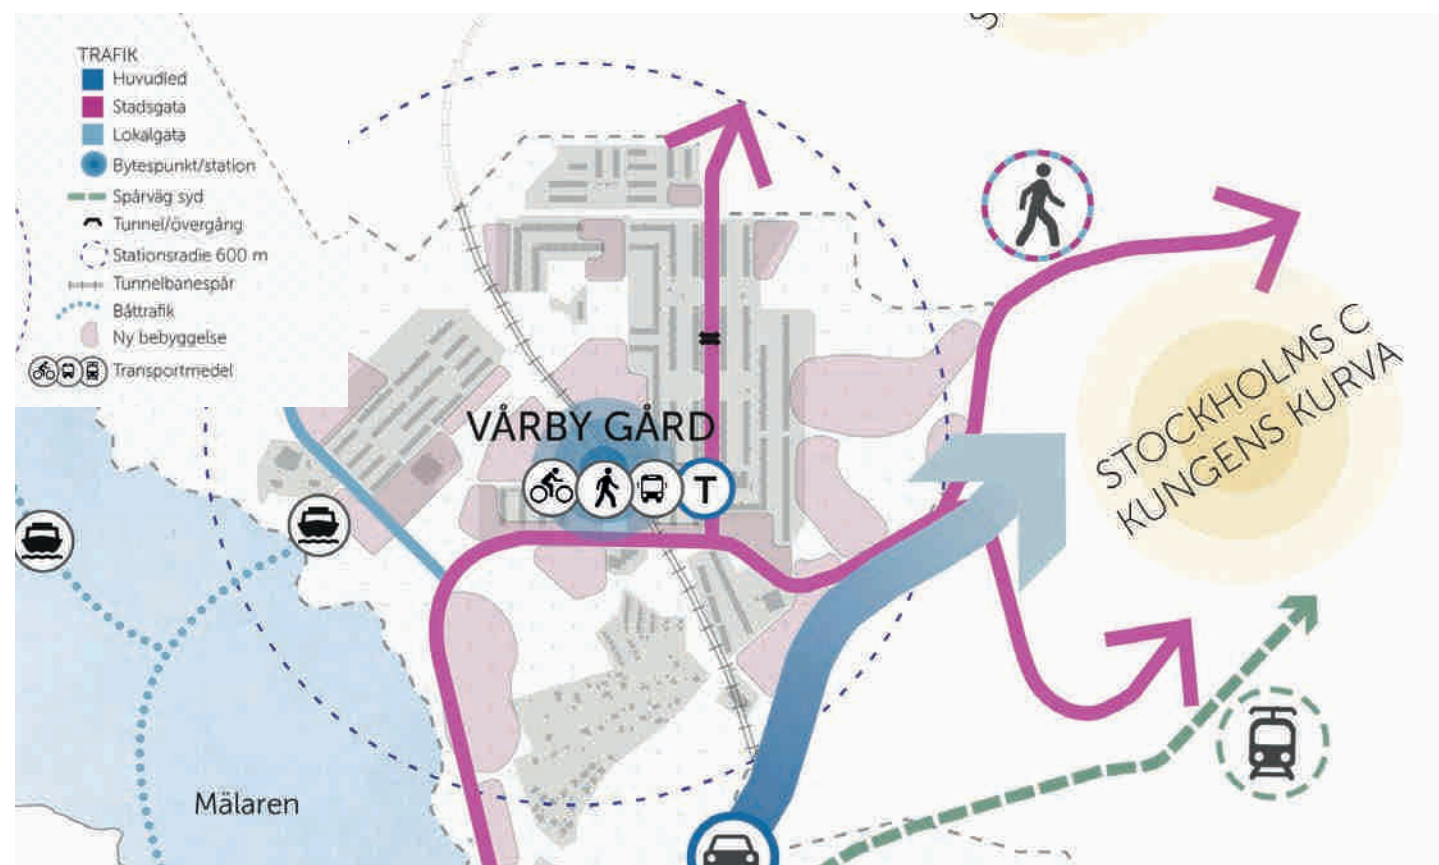 TRAFIK
Huvudled
Stadsgata
Lokalgata
Bytespunkt/station
Spårväg syd
Tunnel/övergång
Stationsradie 600 m
Tunnelbanespår
Båttrafik
Ny bebyggelse
Transportmedel
VÅRBY GÅRD
T
STOCKHOLMS C
KUNGENS KURVA
Mälaren